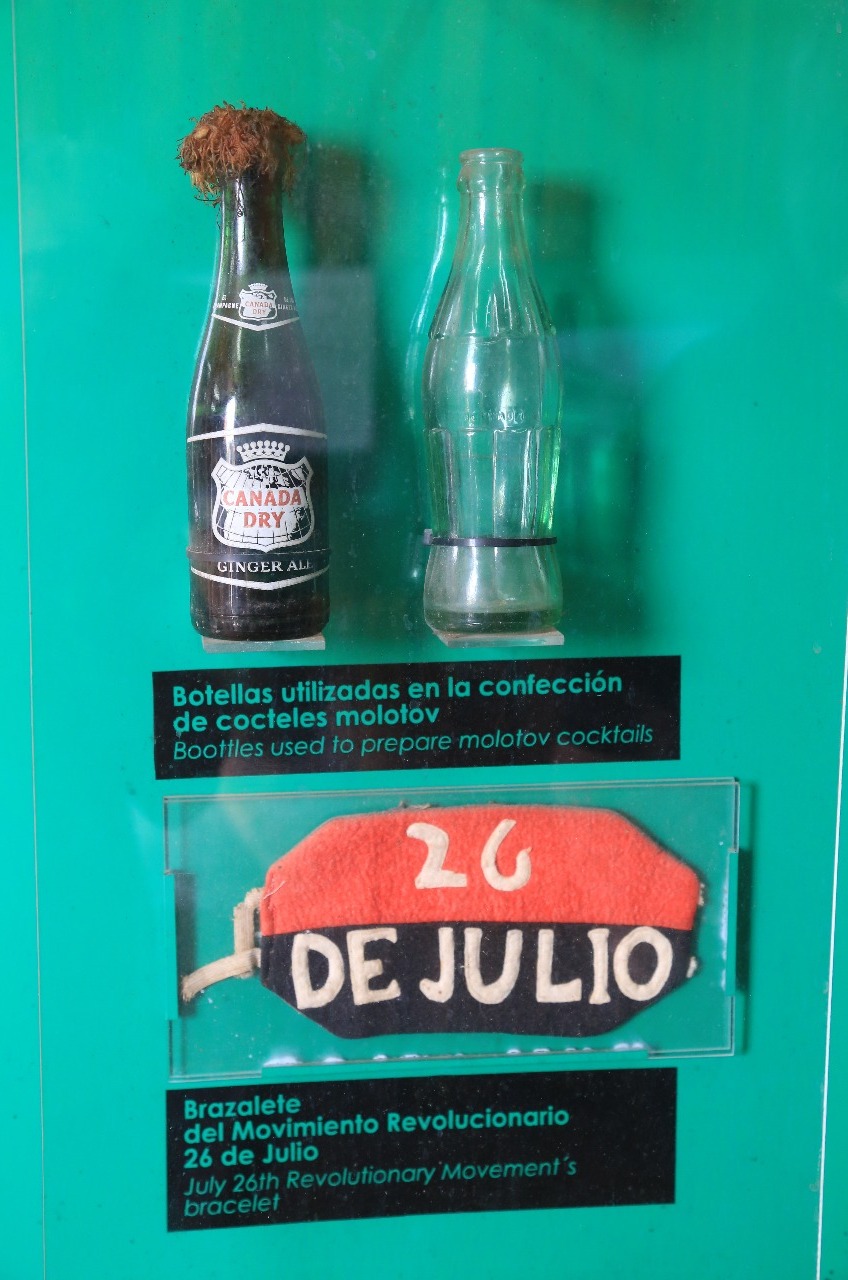 CANADA
DRY
CANADA
DRY
GINGER ALE
Botellas utilizadas en la confección
de cocteles molotov
Boottles used to prepare molotov cocktails
26
DE JULIO
Brazalete
del Movimiento Revolucionario
26 de Julio
July 26th Revolutionary Movement´s
bracelet